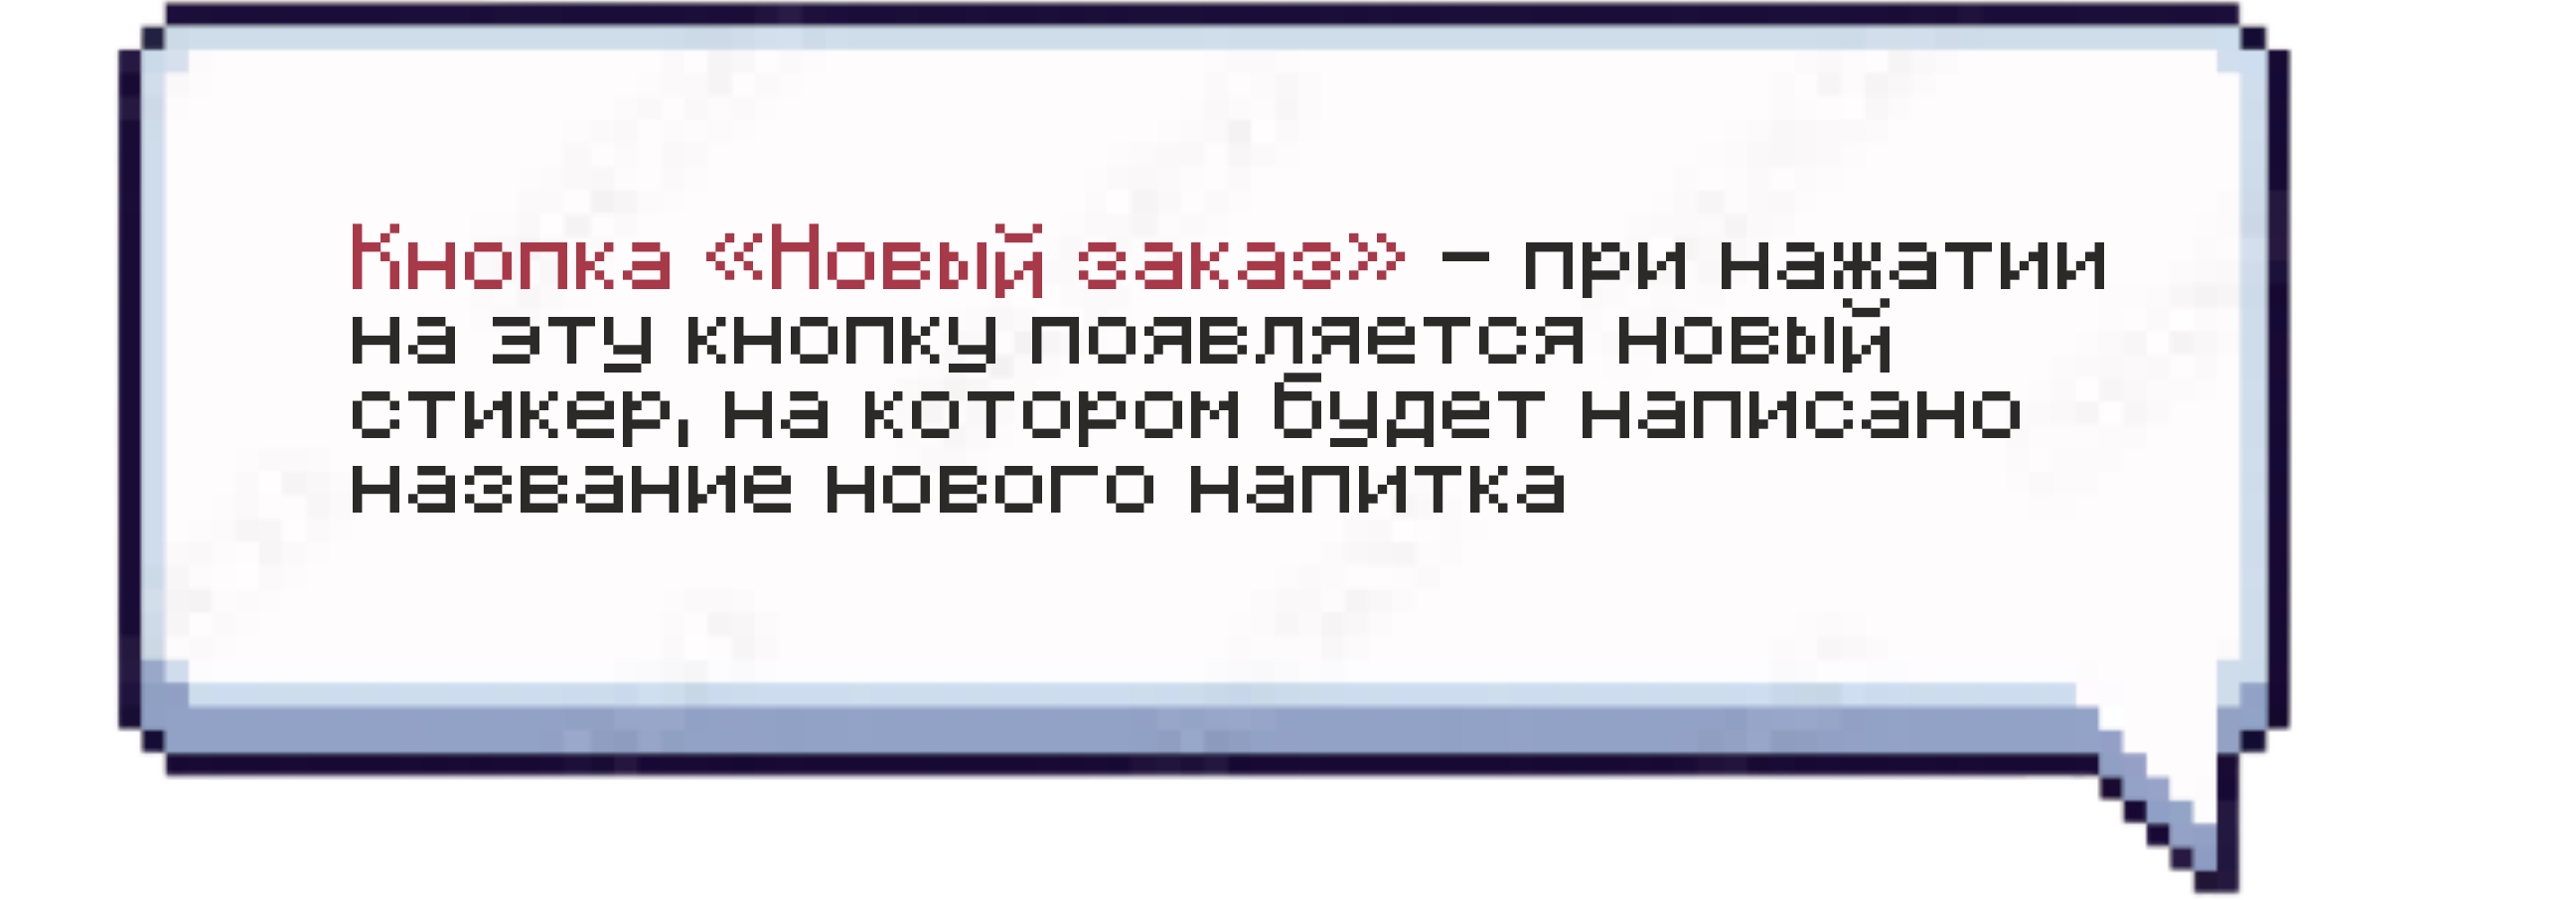 Кнопка «Новый заказ» – при нажатии
на эту кнопку появляется новый
стикер, на котором будет написано
название нового напитка